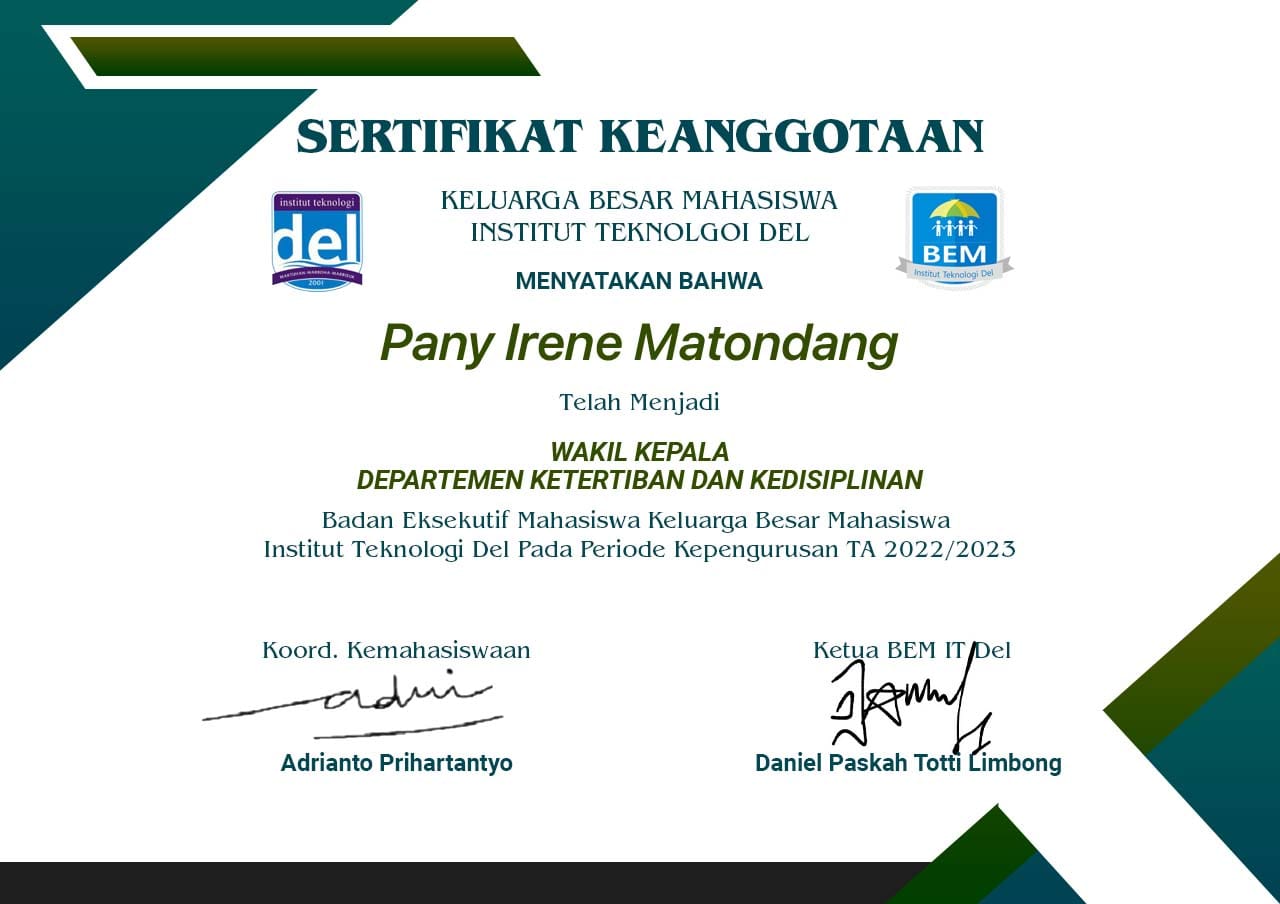 SERTIFIKAT KEANGGOTAAN
institut teknologi
del
MARTUHAN-MARROHA-MARBISUK
2001
KELUARGA BESAR MAHASISWA
INSTITUT TEKNOLGOI DEL
BEM
Institut Teknologi Del
MENYATAKAN BAHWA
Pany Irene Matondang
Telah Menjadi
WAKIL KEPALA
DEPARTEMEN KETERTIBAN DAN KEDISIPLINAN
Badan Eksekutif Mahasiswa Keluarga Besar Mahasiswa
Institut Teknologi Del Pada Periode Kepengurusan TA 2022/2023
Koord. Kemahasiswaan
Ketua BEM IT Del
Adrianto Prihartantyo
Daniel Paskah Totti Limbong